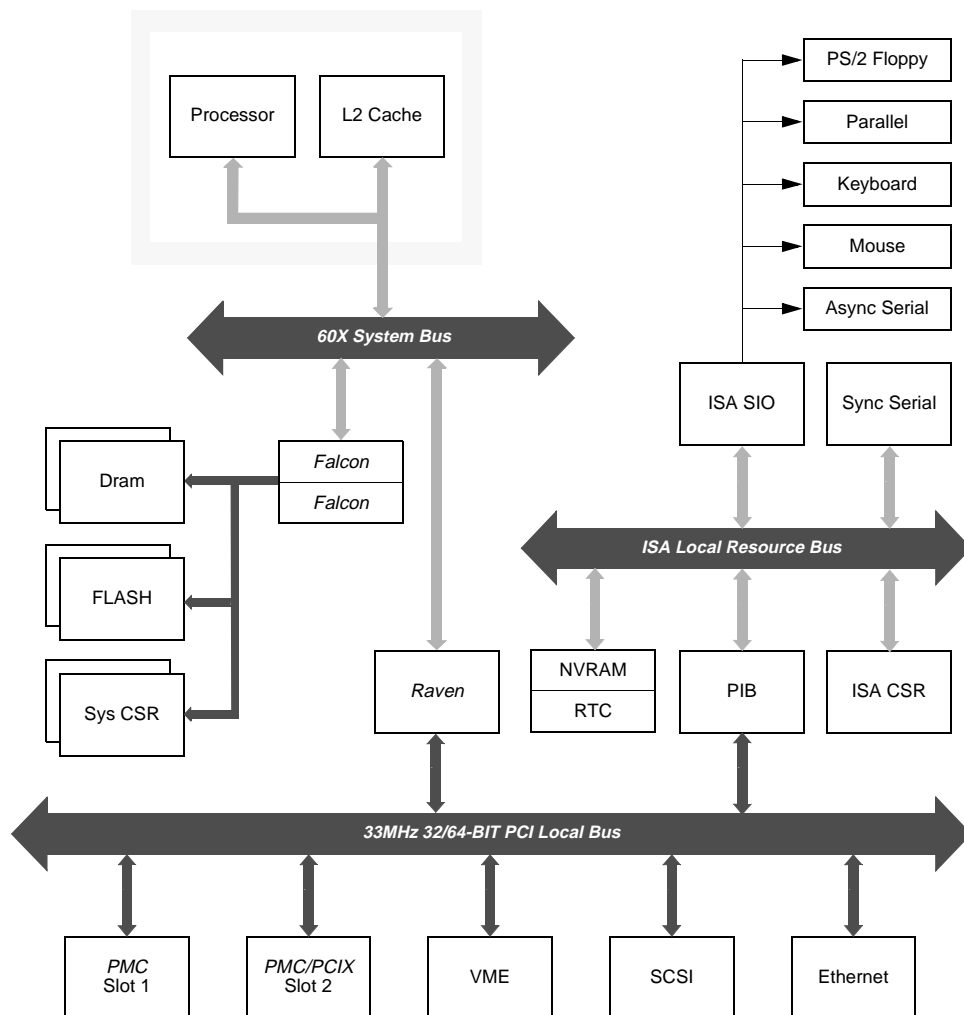 PS/2 Floppy
Processor
L2 Cache
Parallel
Keyboard
Mouse
Async Serial
60X System Bus
ISA SIO
Sync Serial
Falcon
Dram
Falcon
ISA Local Resource Bus
FLASH
NVRAM
Raven
PIB
ISA CSR
Sys CSR
RTC
33MHz 32/64-BIT PCI Local Bus
PMC
Slot 1
PMC/PCIX
Slot 2
VME
SCSI
Ethernet